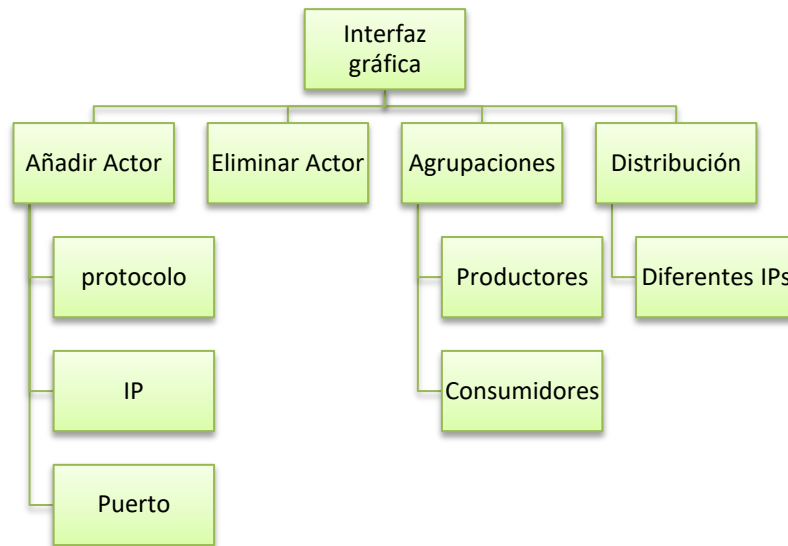 Interfaz
gráfica
Añadir Actor
Eliminar Actor
Agrupaciones
Distribución
protocolo
Productores
Diferentes IPs
IP
Consumidores
Puerto